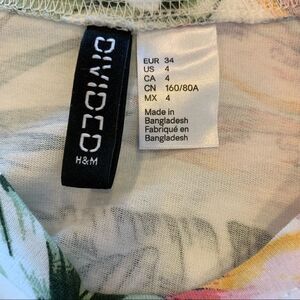 DIVIDED
H&M
EUR 34
US 4
CA 4
CN 160/80A
MX 4
Made in
Bangladesh
Fabriqué en
Bangladesh